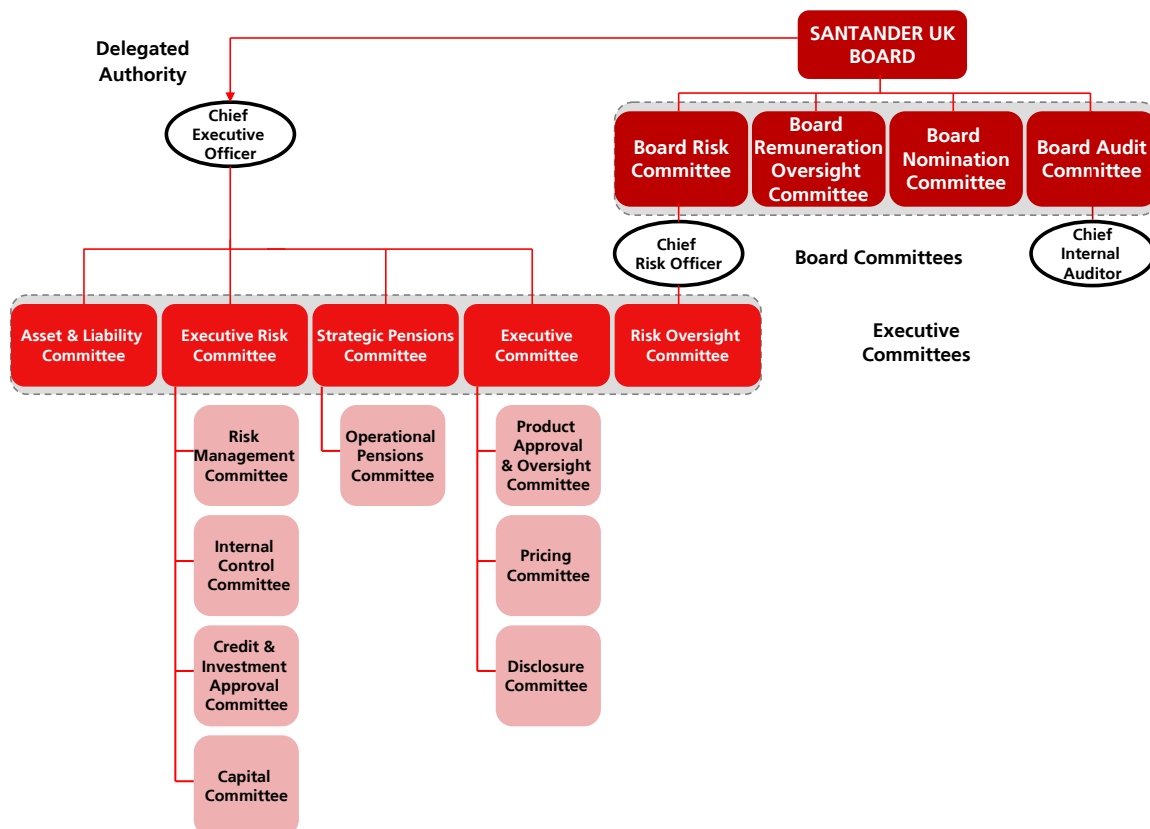 Delegated
Authority
SANTANDER UK
BOARD
Chief
Executive
Officer
Board Risk
Committee
Board
Remuneration
Oversight
Committee
Board
Nomination
Committee
Board Audit
Committee
Chief
Risk Officer
Board Committees
Chief
Internal
Auditor
Asset & Liability
Committee
Executive Risk
Committee
Strategic Pensions
Committee
Executive
Committee
Risk Oversight
Committee
Executive
Committees
Risk
Management
Committee
Operational
Pensions
Committee
Product
Approval
& Oversight
Committee
Internal
Control
Committee
Pricing
Committee
Credit &
Investment
Approval
Committee
Disclosure
Committee
Capital
Committee